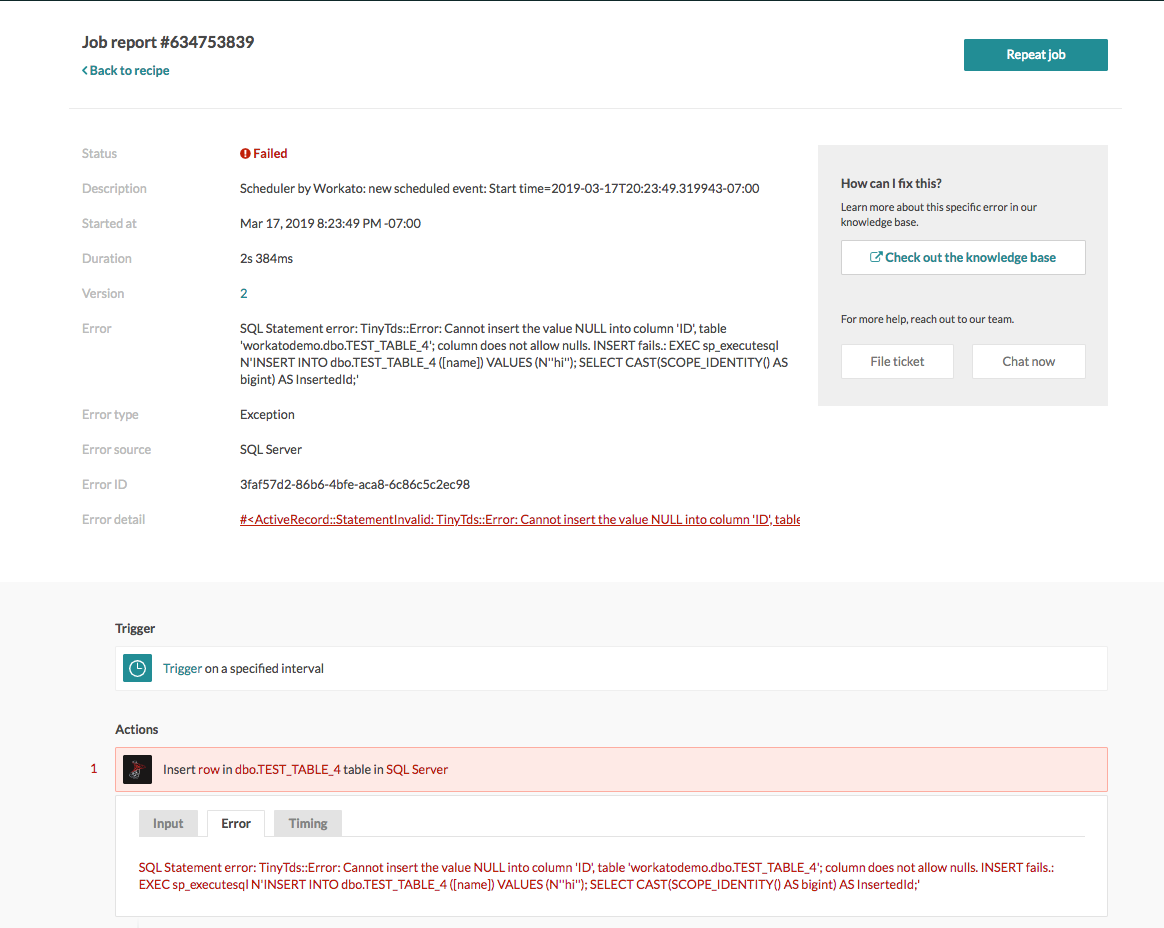 Job report #634753839
Back to recipe
Repeat job
Status
Failed
Description
Scheduler by Workato: new scheduled event: Start time=2019-03-17T20:23:49.319943-07:00
Started at
Mar 17, 2019 8:23:49 PM -07:00
Duration
2s 384ms
Version
2
Error
SQL Statement error: TinyTds::Error: Cannot insert the value NULL into column 'ID', table
'workatodemo.dbo.TEST_TABLE_4'; column does not allow nulls. INSERT fails.: EXEC sp_executesql
N'INSERT INTO dbo.TEST_TABLE_4 ([name]) VALUES (N''hi''); SELECT CAST(SCOPE_IDENTITY() AS
bigint) AS InsertedId;'
Error type
Exception
Error source
SQL Server
Error ID
3faf57d2-86b6-4bfe-aca8-6c86c5c2ec98
Error detail
#<ActiveRecord::StatementInvalid: TinyTds::Error: Cannot insert the value NULL into column 'ID', table
How can I fix this?
Learn more about this specific error in our
knowledge base.
Check out the knowledge base
For more help, reach out to our team.
File ticket
Chat now
Trigger
Trigger on a specified interval
Actions
1
Insert row in dbo.TEST_TABLE_4 table in SQL Server
Input
Error
Timing
SQL Statement error: TinyTds::Error: Cannot insert the value NULL into column 'ID', table 'workatodemo.dbo.TEST_TABLE_4'; column does not allow nulls. INSERT fails.:
EXEC sp_executesql N'INSERT INTO dbo.TEST_TABLE_4 ([name]) VALUES (N''hi''); SELECT CAST(SCOPE_IDENTITY() AS bigint) AS InsertedId;'